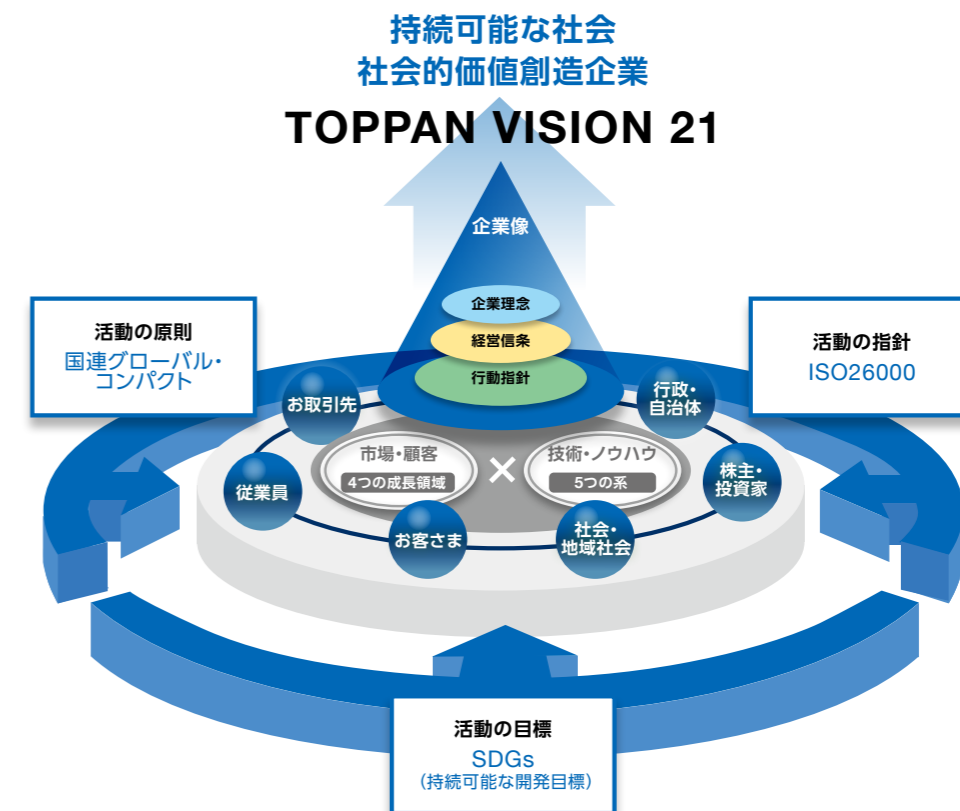 持続可能な社会
社会的価値創造企業
TOPPAN VISION 21
企業像
企業理念
経営信条
行動指針
活動の原則
国連グローバル・
コンパクト
活動の指針
ISO26000
お取引先
行政・
自治体
市場・顧客
4つの成長領域
×
技術・ノウハウ
5つの系
従業員
株主・
投資家
お客さま
社会・
地域社会
活動の目標
SDGs
(持続可能な開発目標)